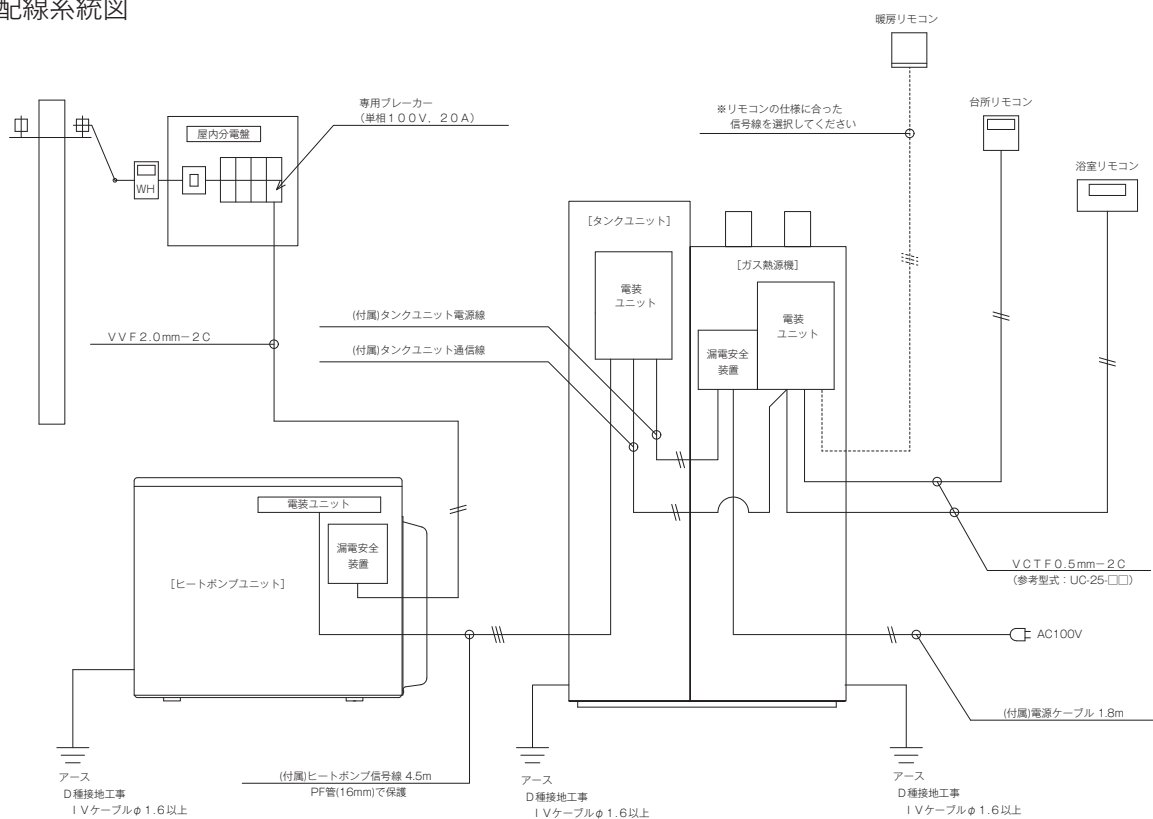 配線系統図
暖房リモコン
※リモコンの仕様に合った
信号線を選択してください
台所リモコン
浴室リモコン
専用ブレーカー
(単相100V, 20A)
屋内分電盤
WH
[タンクユニット]
[ガス熱源機]
電装
ユニット
電装
ユニット
漏電安全
装置
(付属)タンクユニット電源線
(付属)タンクユニット通信線
VVF2.0mm−2C
電装ユニット
漏電安全
装置
[ヒートポンプユニット]
VCTF0.5mm−2C
(参考型式：UC-25-□□)
AC100V
(付属)電源ケーブル 1.8m
(付属)ヒートポンプ信号線 4.5m
PF管(16mm)で保護
アース
D種接地工事
IVケーブルφ1.6以上
アース
D種接地工事
IVケーブルφ1.6以上
アース
D種接地工事
IVケーブルφ1.6以上